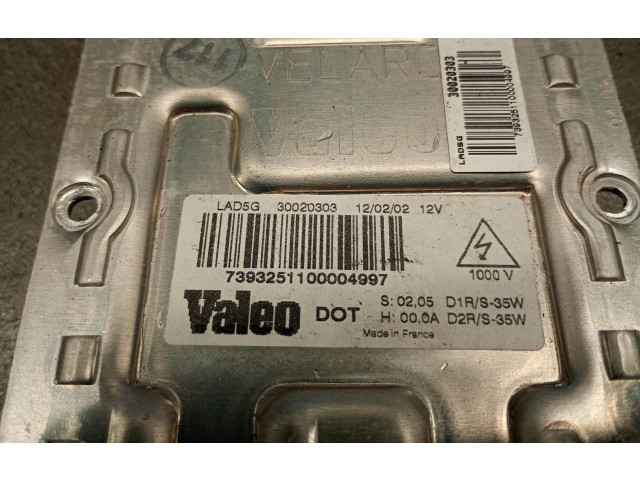 117
VELARC
Valeo
H
30020303
LAD5G
7393251100004997
LAD5G 30020303 12/02/02 12V
7393251100004997
1000 V
Valeo DOT
S: 02,05 D1R/S-35W
H: 00.0A D2R/S-35W
Made in France